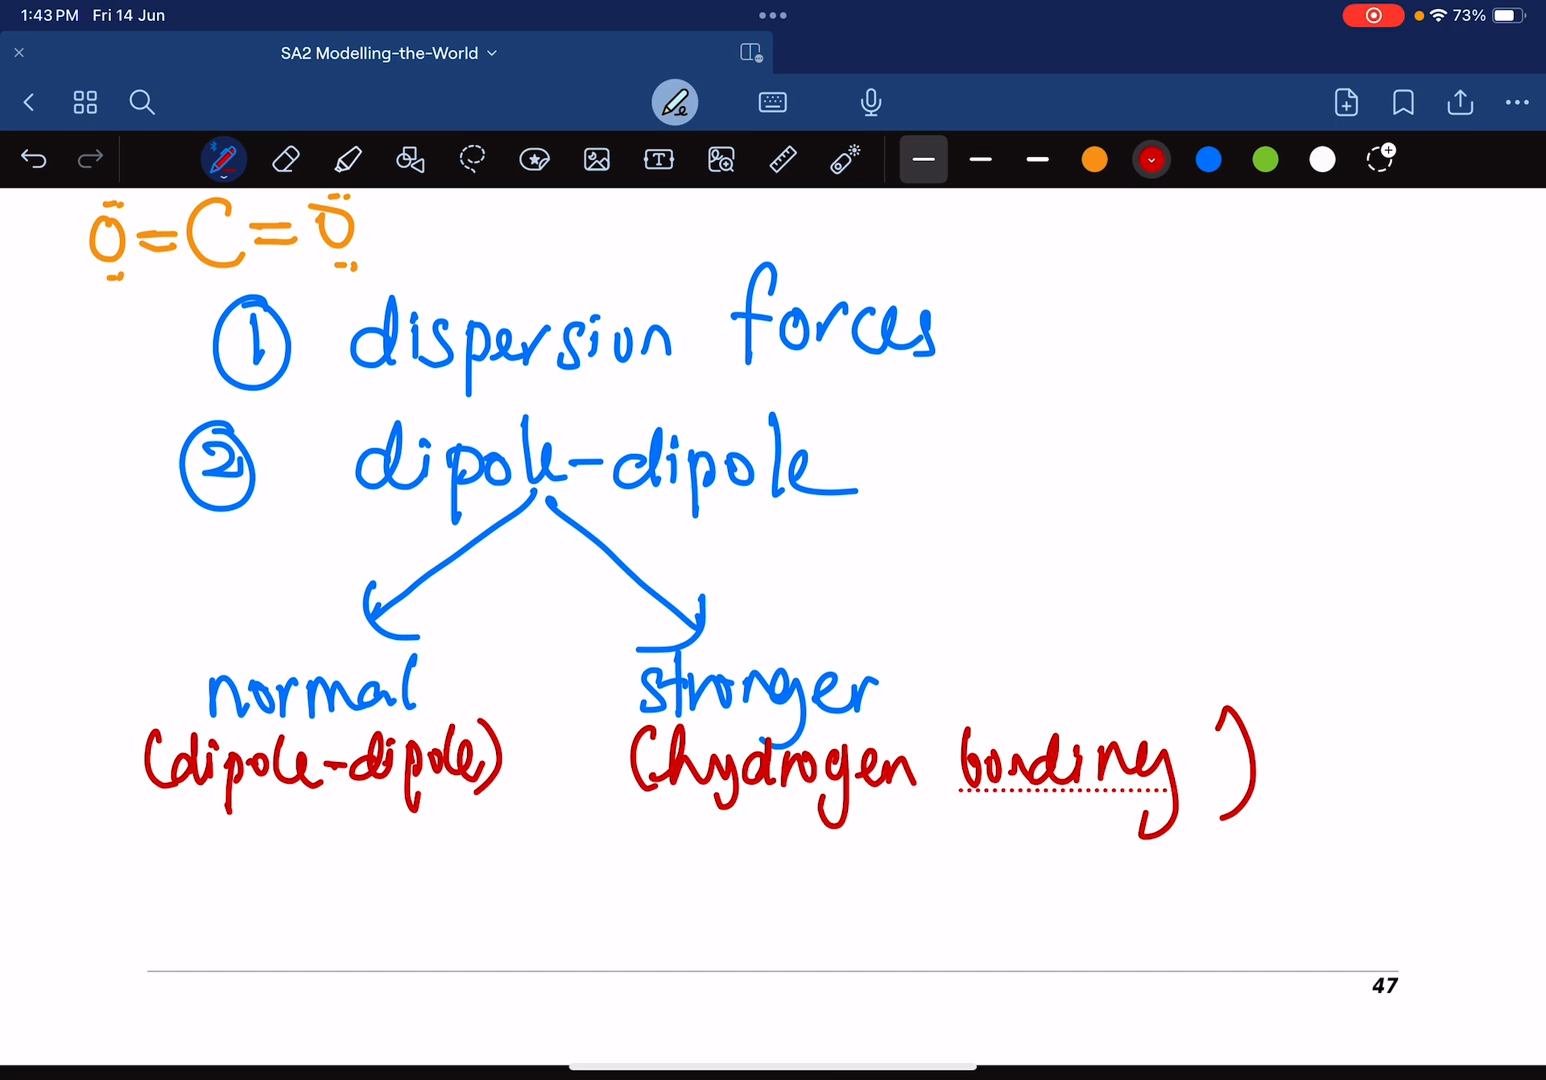 1:43 PM Fri 14 Jun
73%
SA2 Modelling-the-World
O=C=O
① dispersion forces
② dipole-dipole
normal stronger
(dipole-dipole) (hydrogen bonding)
47